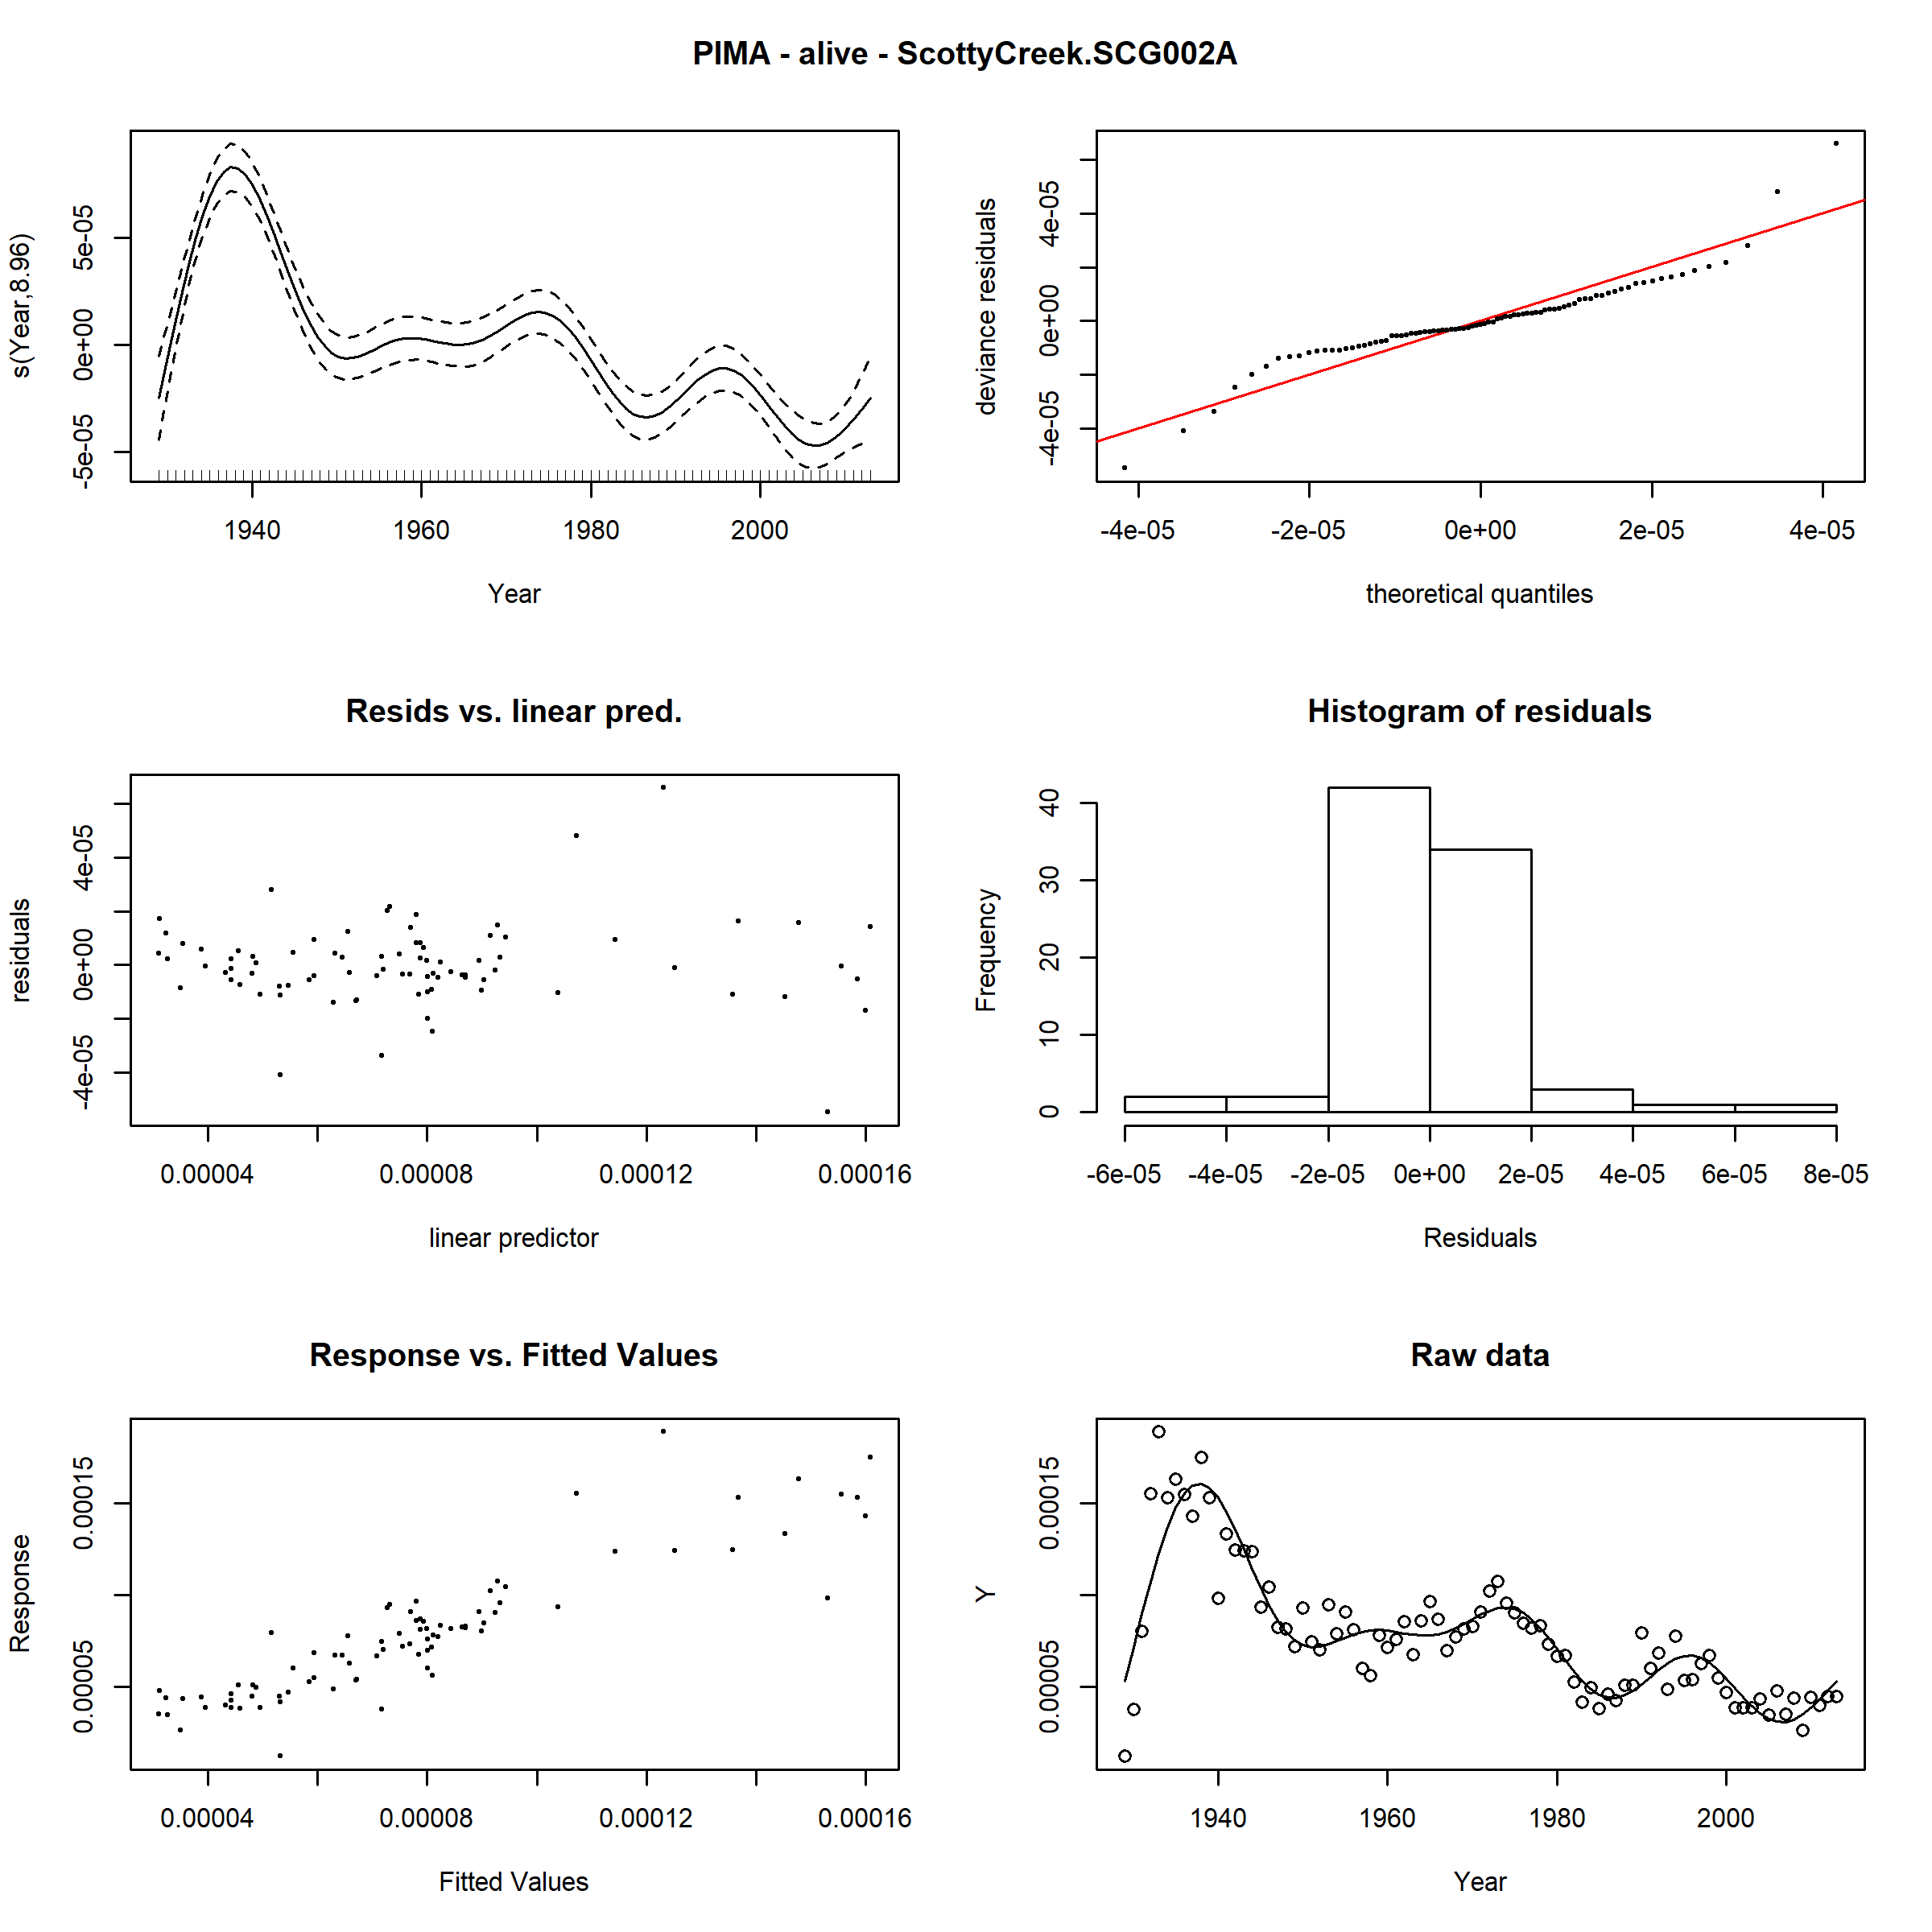 PIMA - alive - ScottyCreek.SCG002A
s(Year,8.96)
-5e-05 0e+00 5e-05
1940 1960 1980 2000
Year
deviance residuals
-4e-05 0e+00 4e-05
-4e-05 -2e-05 0e+00 2e-05 4e-05
theoretical quantiles
Resids vs. linear pred.
residuals
-4e-05 0e+00 4e-05
0.00004 0.00008 0.00012 0.00016
linear predictor
Histogram of residuals
Frequency
0 10 20 30 40
-6e-05 -4e-05 -2e-05 0e+00 2e-05 4e-05 6e-05 8e-05
Residuals
Response vs. Fitted Values
Response
0.00005 0.00015
0.00004 0.00008 0.00012 0.00016
Fitted Values
Raw data
Y
0.00005 0.00015
1940 1960 1980 2000
Year